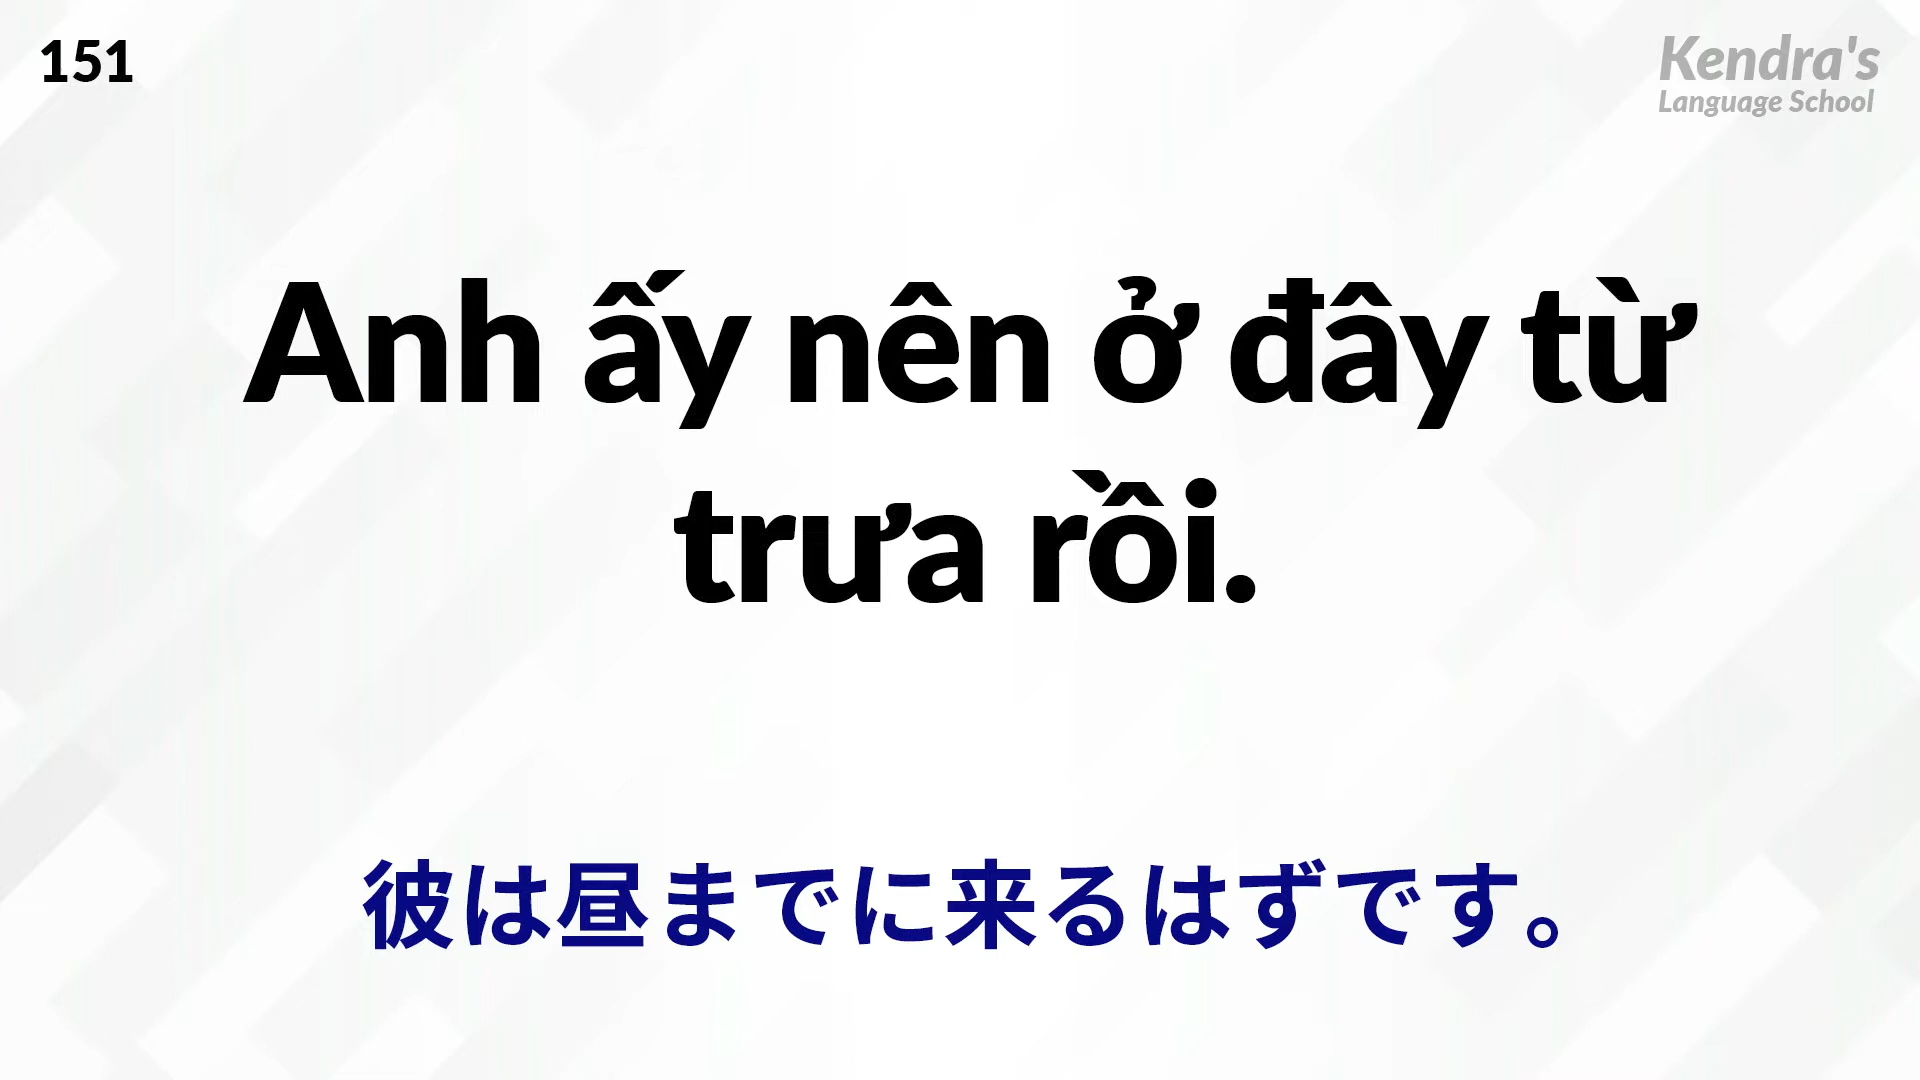 151
Kendra's
Language School
Anh ấy nên ở đây từ
trưa rồi.
彼は昼までに来るはずです。